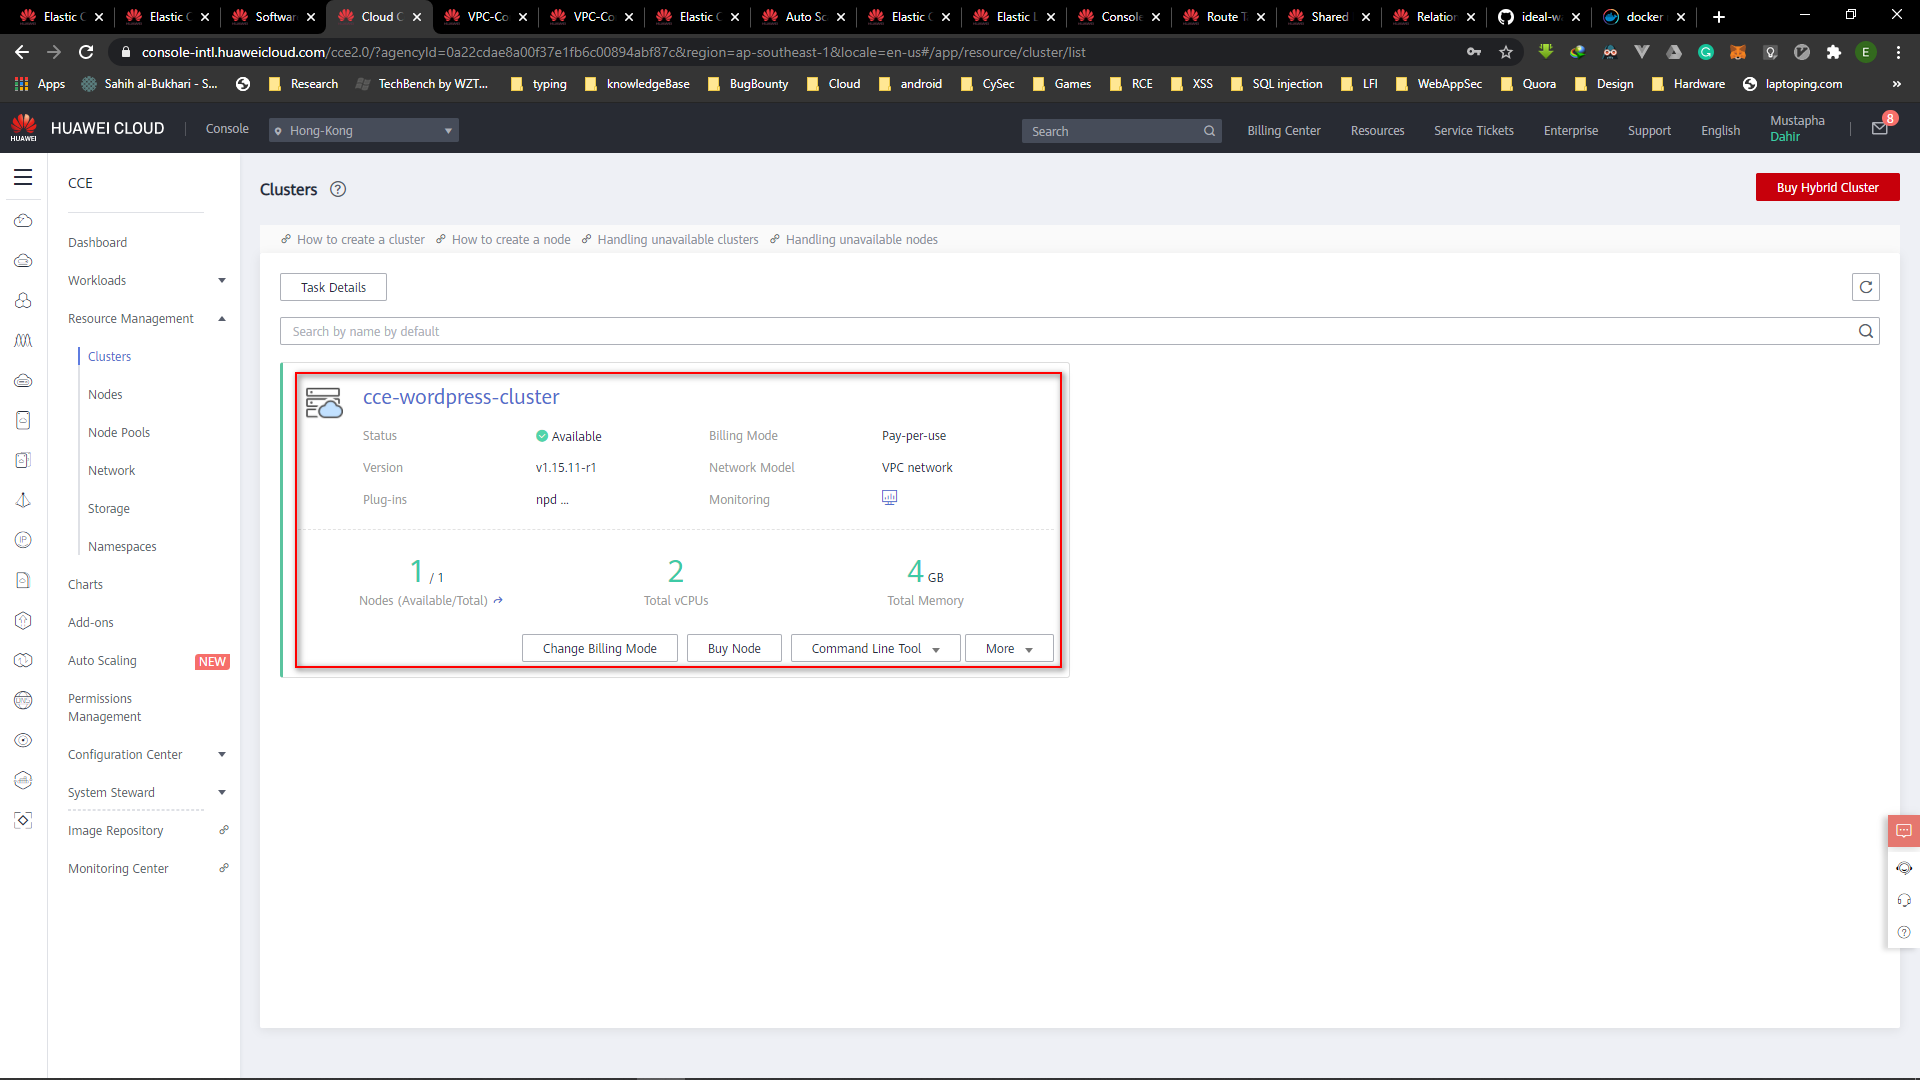 Elastic C
Elastic C
Softwar
Cloud C
VPC-Co
VPC-Co
Elastic C
Auto Sc
Elastic C
Elastic L
Console
Route T
Shared
Relation
ideal-w
docker
console-intl.huaweicloud.com/cce2.0/?agencyId=0a22cdae8a00f37e1fb6c00894abf87c&region=ap-southeast-1&locale=en-us#/app/resource/cluster/list
E
Apps
Sahih al-Bukhari - S...
Research
TechBench by WZT...
typing
knowledgeBase
BugBounty
Cloud
android
CySec
Games
RCE
XSS
SQL injection
LFI
WebAppSec
Quora
Design
Hardware
laptoping.com
»
HUAWEI
HUAWEI CLOUD
Console
Hong-Kong
Search
Billing Center
Resources
Service Tickets
Enterprise
Support
English
Mustapha
Dahir
8
CCE
Dashboard
Workloads
Resource Management
Clusters
Nodes
Node Pools
Network
Storage
Namespaces
Charts
Add-ons
Auto Scaling
NEW
Permissions
Management
Configuration Center
System Steward
Image Repository
Monitoring Center
Clusters
Buy Hybrid Cluster
How to create a cluster
How to create a node
Handling unavailable clusters
Handling unavailable nodes
Task Details
Search by name by default
cce-wordpress-cluster
Status
Available
Billing Mode
Pay-per-use
Version
v1.15.11-r1
Network Model
VPC network
Plug-ins
npd ...
Monitoring
1 / 1
Nodes (Available/Total)
2
Total vCPUs
4 GB
Total Memory
Change Billing Mode
Buy Node
Command Line Tool
More